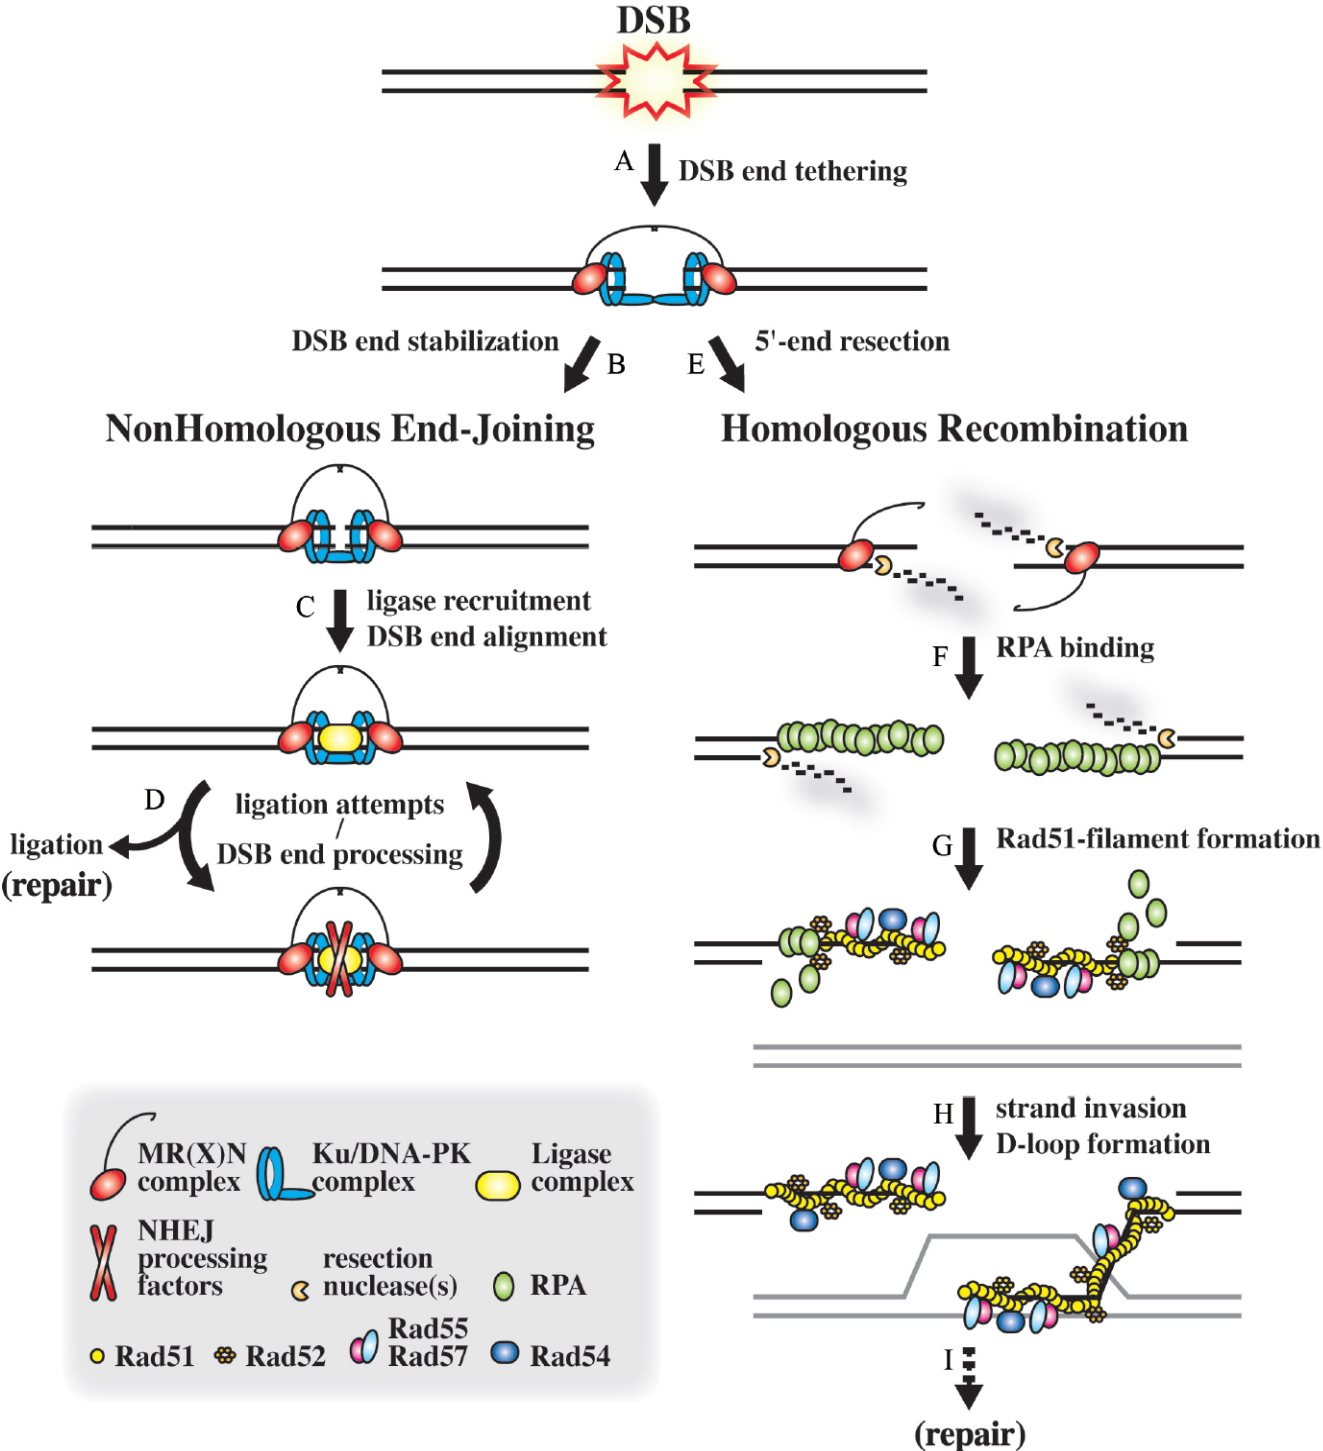 DSB
A
DSB end tethering
DSB end stabilization
B
E
5'-end resection
NonHomologous End-Joining
Homologous Recombination
C
ligase recruitment
DSB end alignment
F
RPA binding
D
ligation attempts
/
DSB end processing
ligation
(repair)
G
Rad51-filament formation
H
strand invasion
D-loop formation
MR(X)N
complex
Ku/DNA-PK
complex
Ligase
complex
NHEJ
processing
factors
resection
nuclease(s)
RPA
Rad51
Rad52
Rad55
Rad57
Rad54
I
(repair)